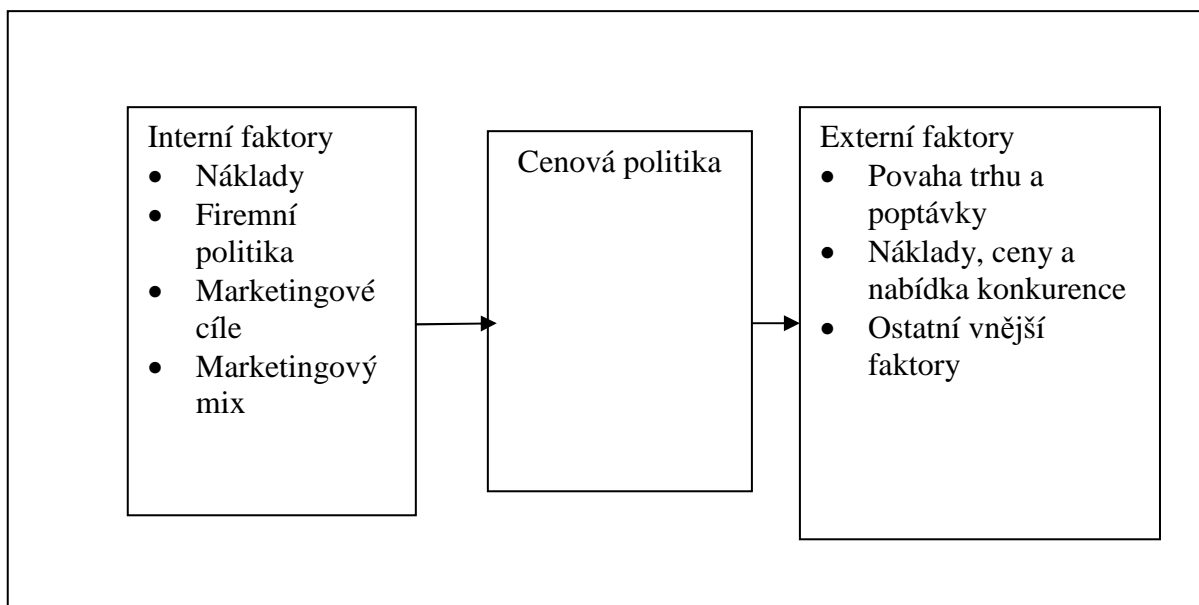 Interní faktory
• Náklady
• Firemní
politika
• Marketingové
cíle
• Marketingový
mix
Cenová politika
Externí faktory
• Povaha trhu a
poptávky
• Náklady, ceny a
nabídka konkurence
• Ostatní vnější
faktory